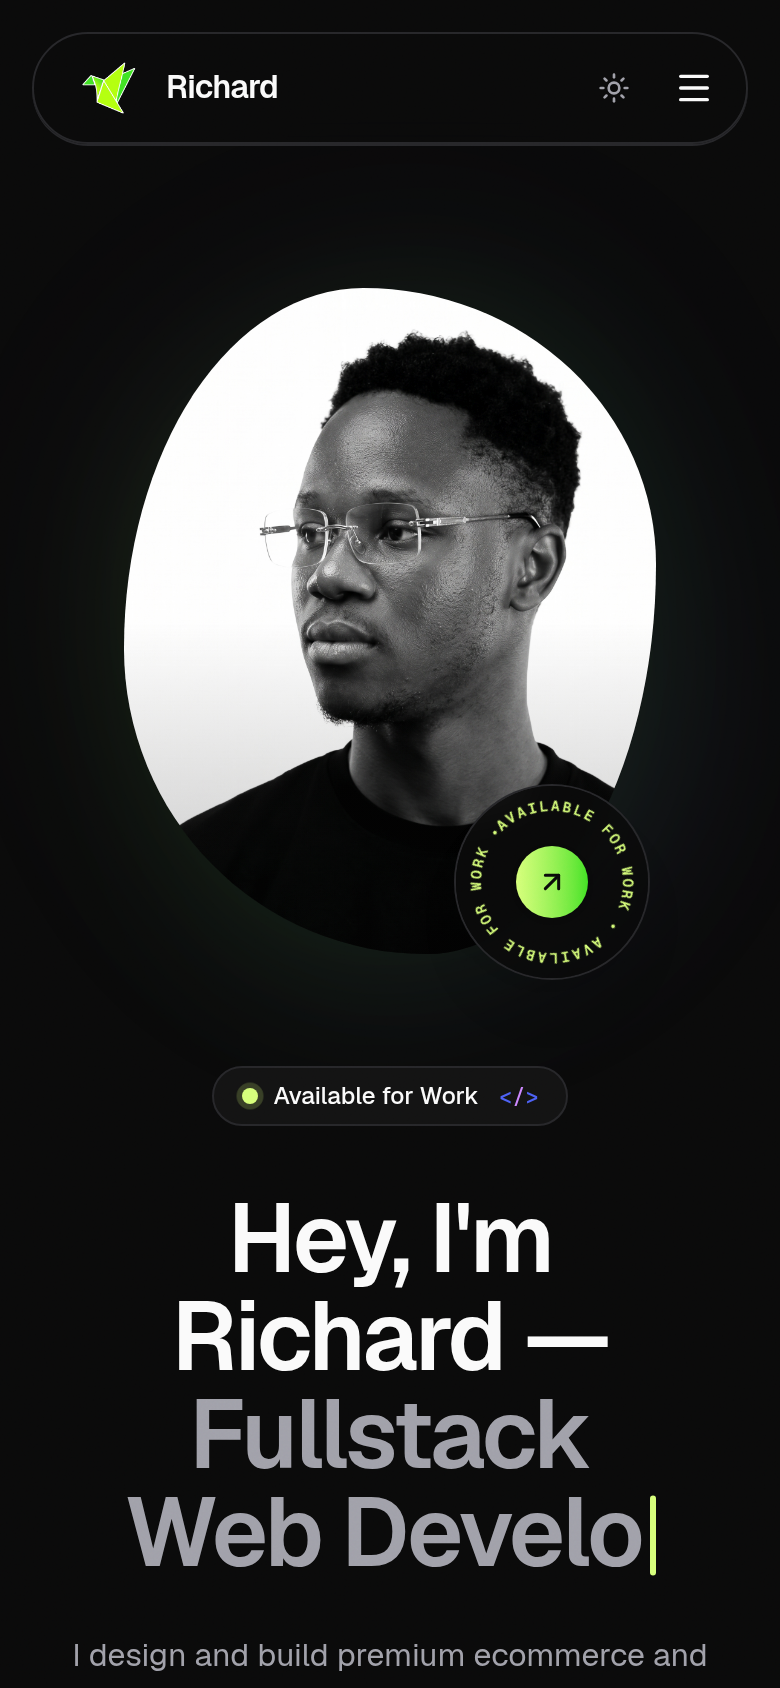 Richard
•AVAILABLE FOR WORK • AVAILABLE FOR WORK
Available for Work </>
Hey, I'm
Richard —
Fullstack
Web Develo
I design and build premium ecommerce and